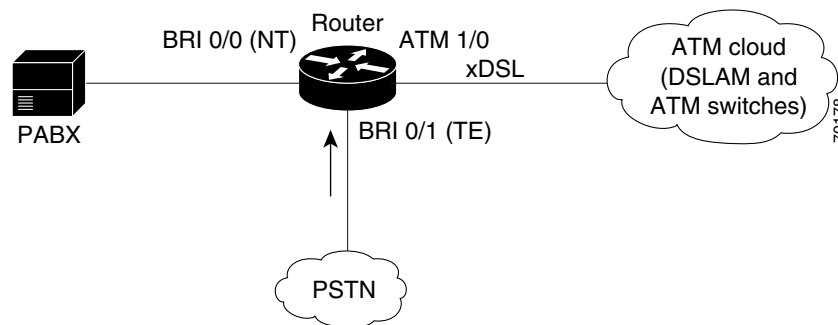 Router
BRI 0/0 (NT)
ATM 1/0
xDSL
ATM cloud
(DSLAM and
ATM switches)
PABX
BRI 0/1 (TE)
PSTN